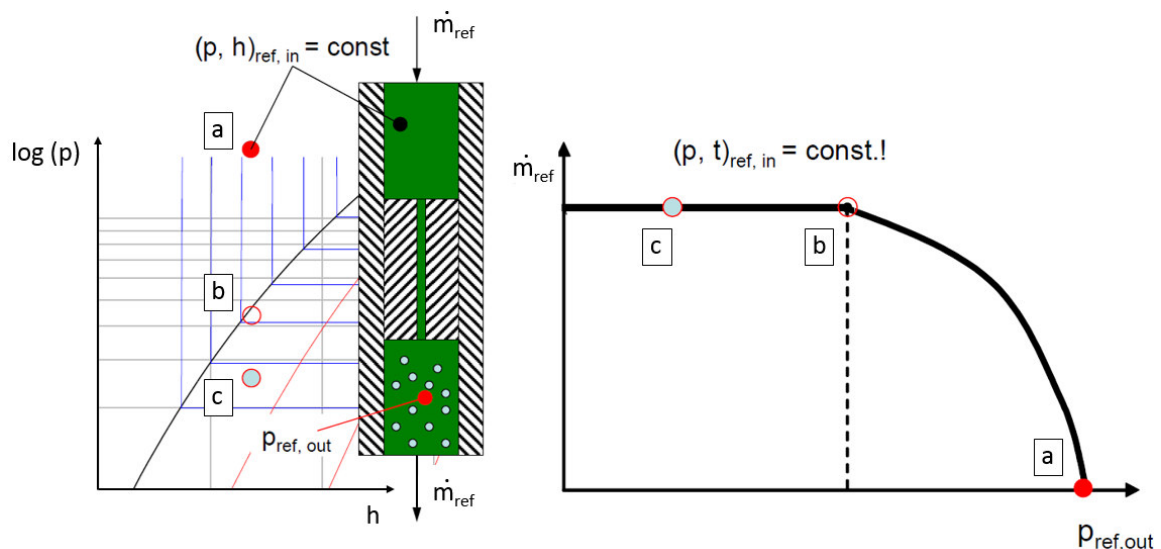 ṁref
(p, h)ref, in = const
a
log (p)
b
c
pref, out
h
ṁref
(p, t)ref, in = const.!
ṁref
c
b
a
pref,out